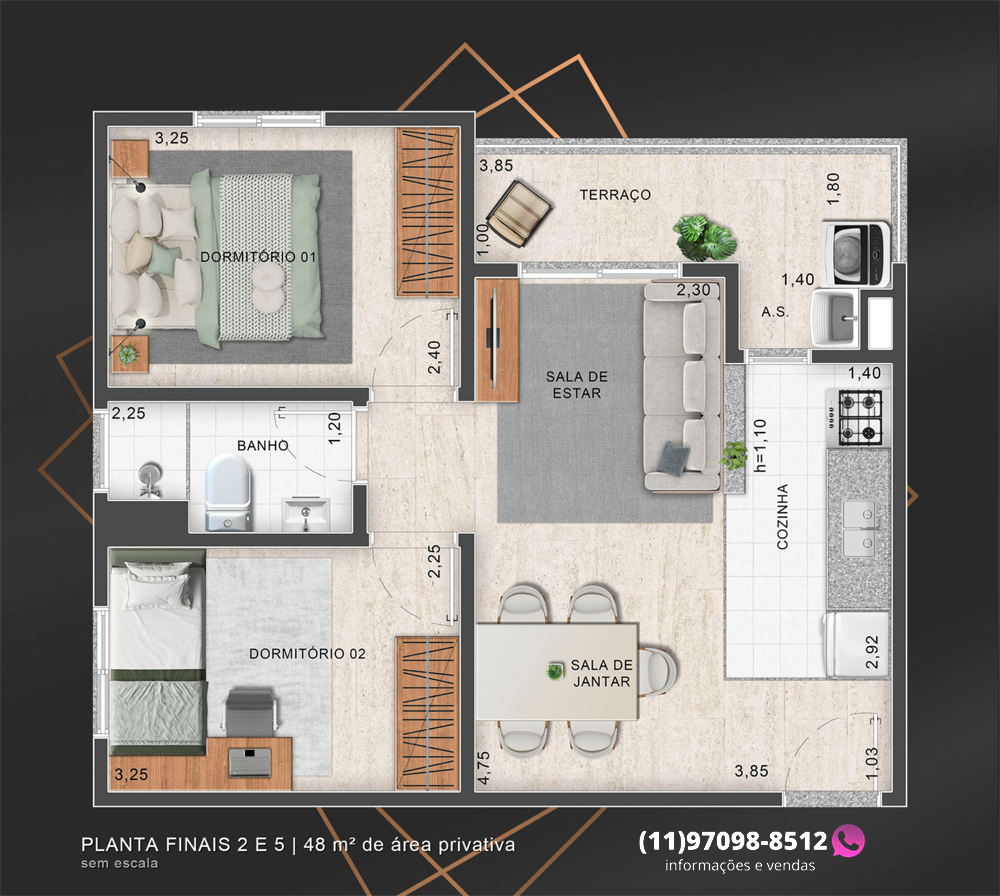 3,25
3,85
TERRAÇO
1,80
1,00
DORMITÓRIO 01
1,40
2,30
A.S.
2,40
SALA DE
ESTAR
1,40
2,25
1,20
BANHO
h=1,10
COZINHA
2,25
DORMITÓRIO 02
SALA DE
JANTAR
2,92
3,25
4,75
3,85
1,03
PLANTA FINAIS 2 E 5 | 48 m² de área privativa
sem escala
(11)97098-8512
informações e vendas